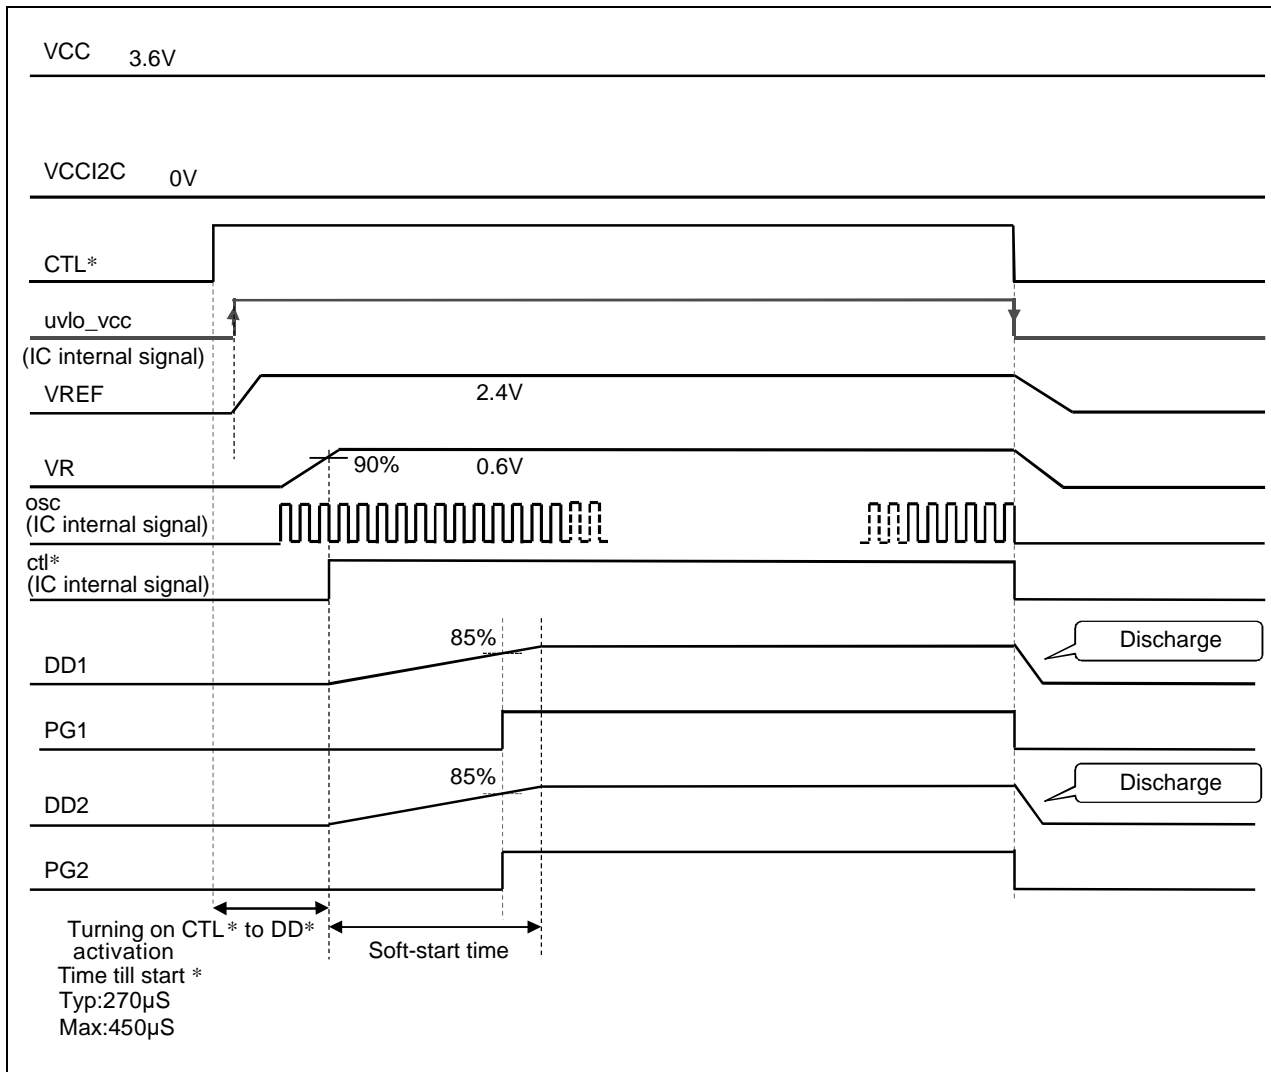 VCC 3.6V
VCCI2C 0V
CTL*
uvlo_vcc
(IC internal signal)
VREF 2.4V
VR 90% 0.6V
osc
(IC internal signal)
ctl*
(IC internal signal)
85% Discharge
DD1
PG1
85% Discharge
DD2
PG2
Turning on CTL* to DD*
activation
Soft-start time
Time till start *
Typ:270µS
Max:450µS